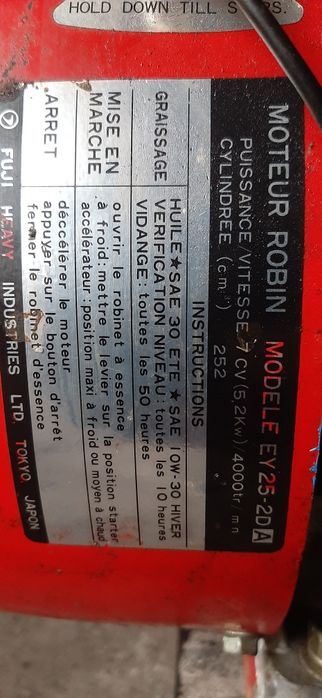 HOLD DOWN TILL S
MOTEUR ROBIN MODELE EY25-2D A
PUISSANCE/VITESSE 7 CV (5,2Kw) 4000tr/mn
CYLINDREE (cm³) 252
INSTRUCTIONS
GRAISSAGE HUILE ★ SAE 30 ETE ★ SAE 10W-30 HIVER
VERIFICATION NIVEAU: toutes les 10 heures
VIDANGE: toutes les 50 heures
MISE EN MARCHE ouvrir le robinet à essence
à froid: mettre le levier sur la position starter
accélérateur: position maxi à froid ou moyen à chaud
ARRET décélérer le moteur
appuyer sur le bouton d'arrêt
fermer le robinet d'essence
FUJI HEAVY INDUSTRIES LTD. TOKYO, JAPON